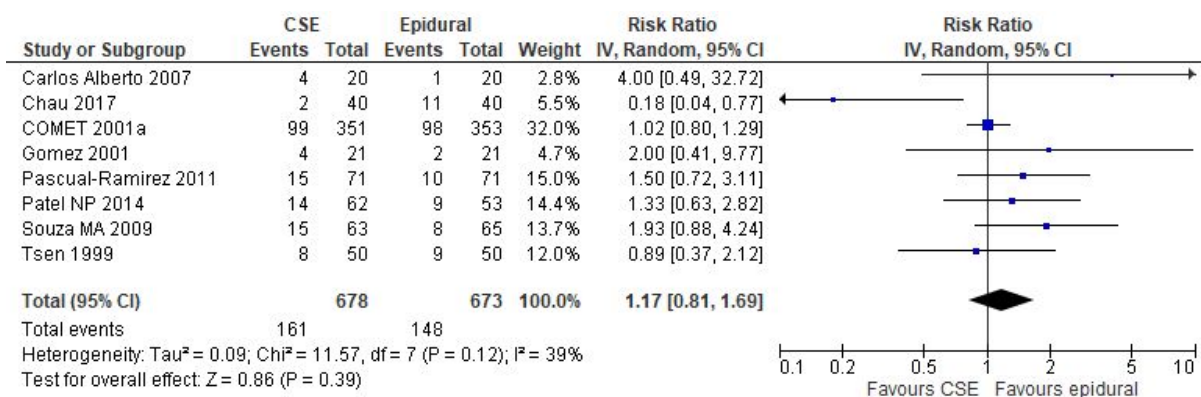 CSE Epidural Risk Ratio Risk Ratio
Study or Subgroup Events Total Events Total Weight IV, Random, 95% CI IV, Random, 95% CI
Carlos Alberto 2007 4 20 1 20 2.8% 4.00 [0.49, 32.72]
Chau 2017 2 40 11 40 5.5% 0.18 [0.04, 0.77]
COMET 2001a 99 351 98 353 32.0% 1.02 [0.80, 1.29]
Gomez 2001 4 21 2 21 4.7% 2.00 [0.41, 9.77]
Pascual-Ramirez 2011 15 71 10 71 15.0% 1.50 [0.72, 3.11]
Patel NP 2014 14 62 9 53 14.4% 1.33 [0.63, 2.82]
Souza MA 2009 15 63 8 65 13.7% 1.93 [0.88, 4.24]
Tsen 1999 8 50 9 50 12.0% 0.89 [0.37, 2.12]
Total (95% CI) 678 673 100.0% 1.17 [0.81, 1.69]
Total events 161 148
Heterogeneity: Tau² = 0.09; Chi² = 11.57, df = 7 (P = 0.12); I² = 39%
Test for overall effect: Z = 0.86 (P = 0.39)
0.1 0.2 0.5 1 2 5 10
Favours CSE Favours epidural